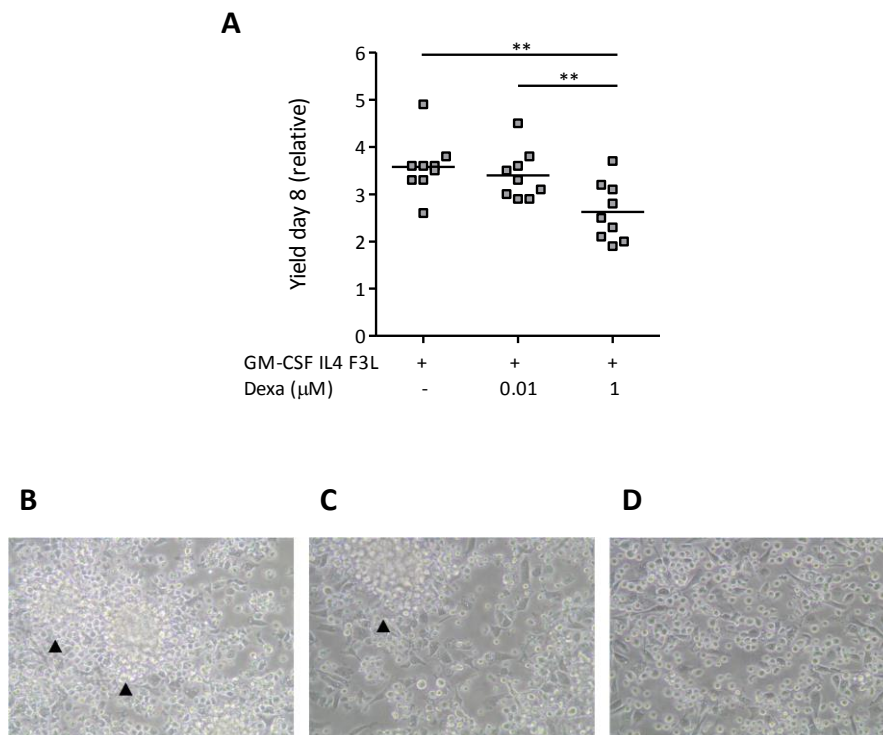 A
**
**
6
5
4
3
2
1
0
Yield day 8 (relative)
GM-CSF IL4 F3L + + +
Dexa (μM) - 0.01 1
B C D